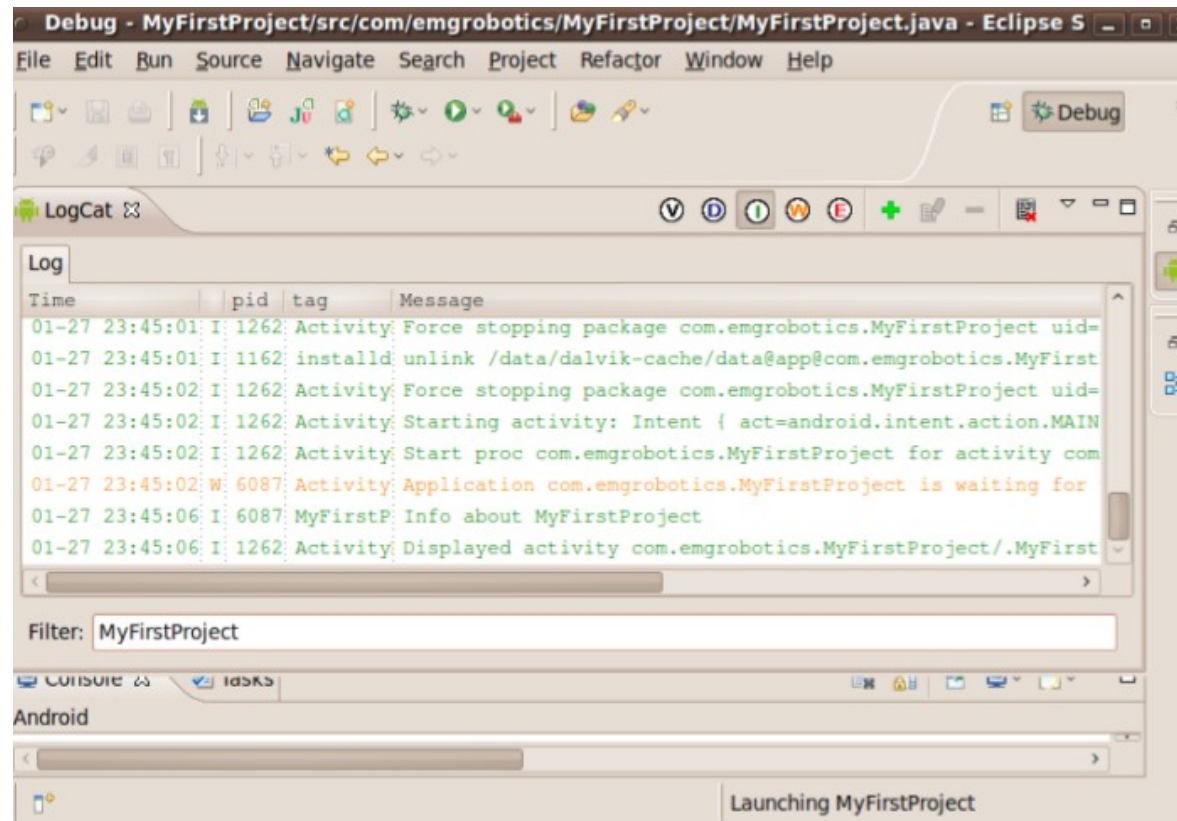 Debug - MyFirstProject/src/com/emgrobotics/MyFirstProject/MyFirstProject.java - Eclipse S
File Edit Run Source Navigate Search Project Refactor Window Help
Debug
LogCat
V D I W E
Log
Time pid tag Message
01-27 23:45:01 I 1262 Activity Force stopping package com.emgrobotics.MyFirstProject uid=
01-27 23:45:01 I 1162 installd unlink /data/dalvik-cache/data@app@com.emgrobotics.MyFirst
01-27 23:45:02 I 1262 Activity Force stopping package com.emgrobotics.MyFirstProject uid=
01-27 23:45:02 I 1262 Activity Starting activity: Intent { act=android.intent.action.MAIN
01-27 23:45:02 I 1262 Activity Start proc com.emgrobotics.MyFirstProject for activity com
01-27 23:45:02 W 6087 Activity Application com.emgrobotics.MyFirstProject is waiting for
01-27 23:45:06 I 6087 MyFirstP Info about MyFirstProject
01-27 23:45:06 I 1262 Activity Displayed activity com.emgrobotics.MyFirstProject/.MyFirst
Filter: MyFirstProject
Console Tasks
Android
Launching MyFirstProject